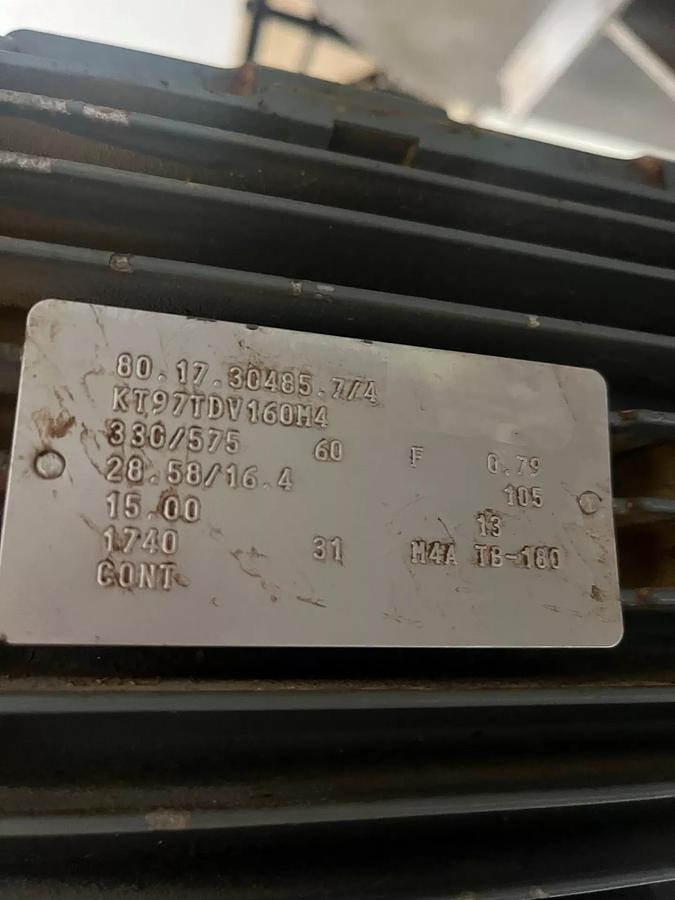 80.17.30485.7/4
KT97TDV160M4
330/575 60 F 0.79
28.58/16.4 105
15.00 13
1740 31 M4A TB-180
CONT